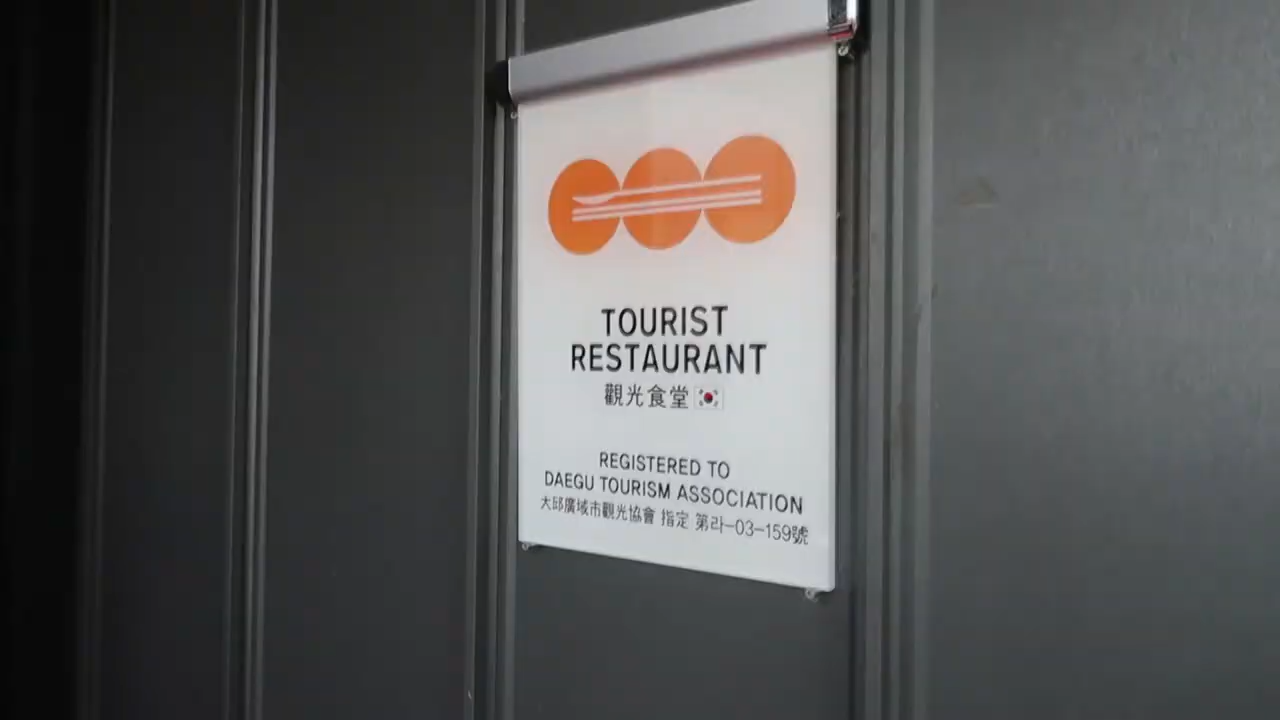 TOURIST
RESTAURANT
觀光食堂
REGISTERED TO
DAEGU TOURISM ASSOCIATION
大邱廣域市觀光協會 指定 第라-03-159號